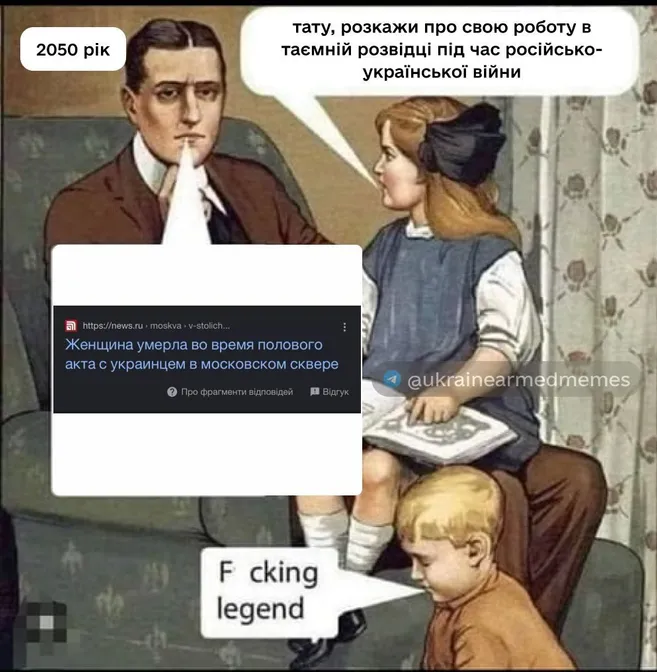 2050 рік
тату, розкажи про свою роботу в
таємній розвідці під час російсько-
української війни
https://news.ru › moskva › v-stolich...
Женщина умерла во время полового
акта с украинцем в московском сквере
Про фрагменти відповідей
Відгук
@ukrainearmedmemes
F cking
legend